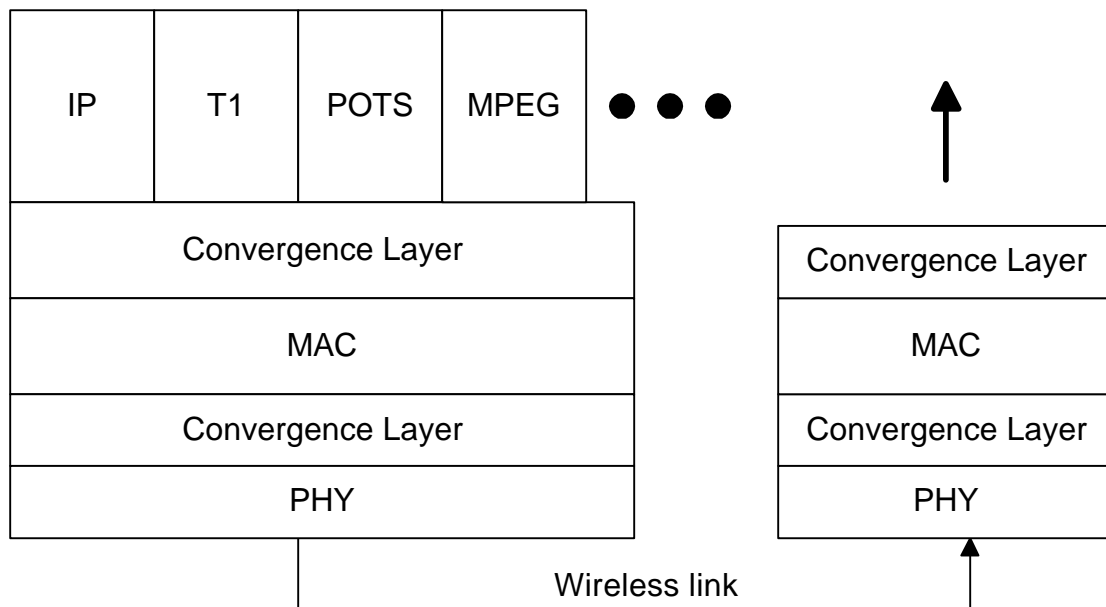 IP
T1
POTS
MPEG
Convergence Layer
MAC
Convergence Layer
PHY
Convergence Layer
MAC
Convergence Layer
PHY
Wireless link